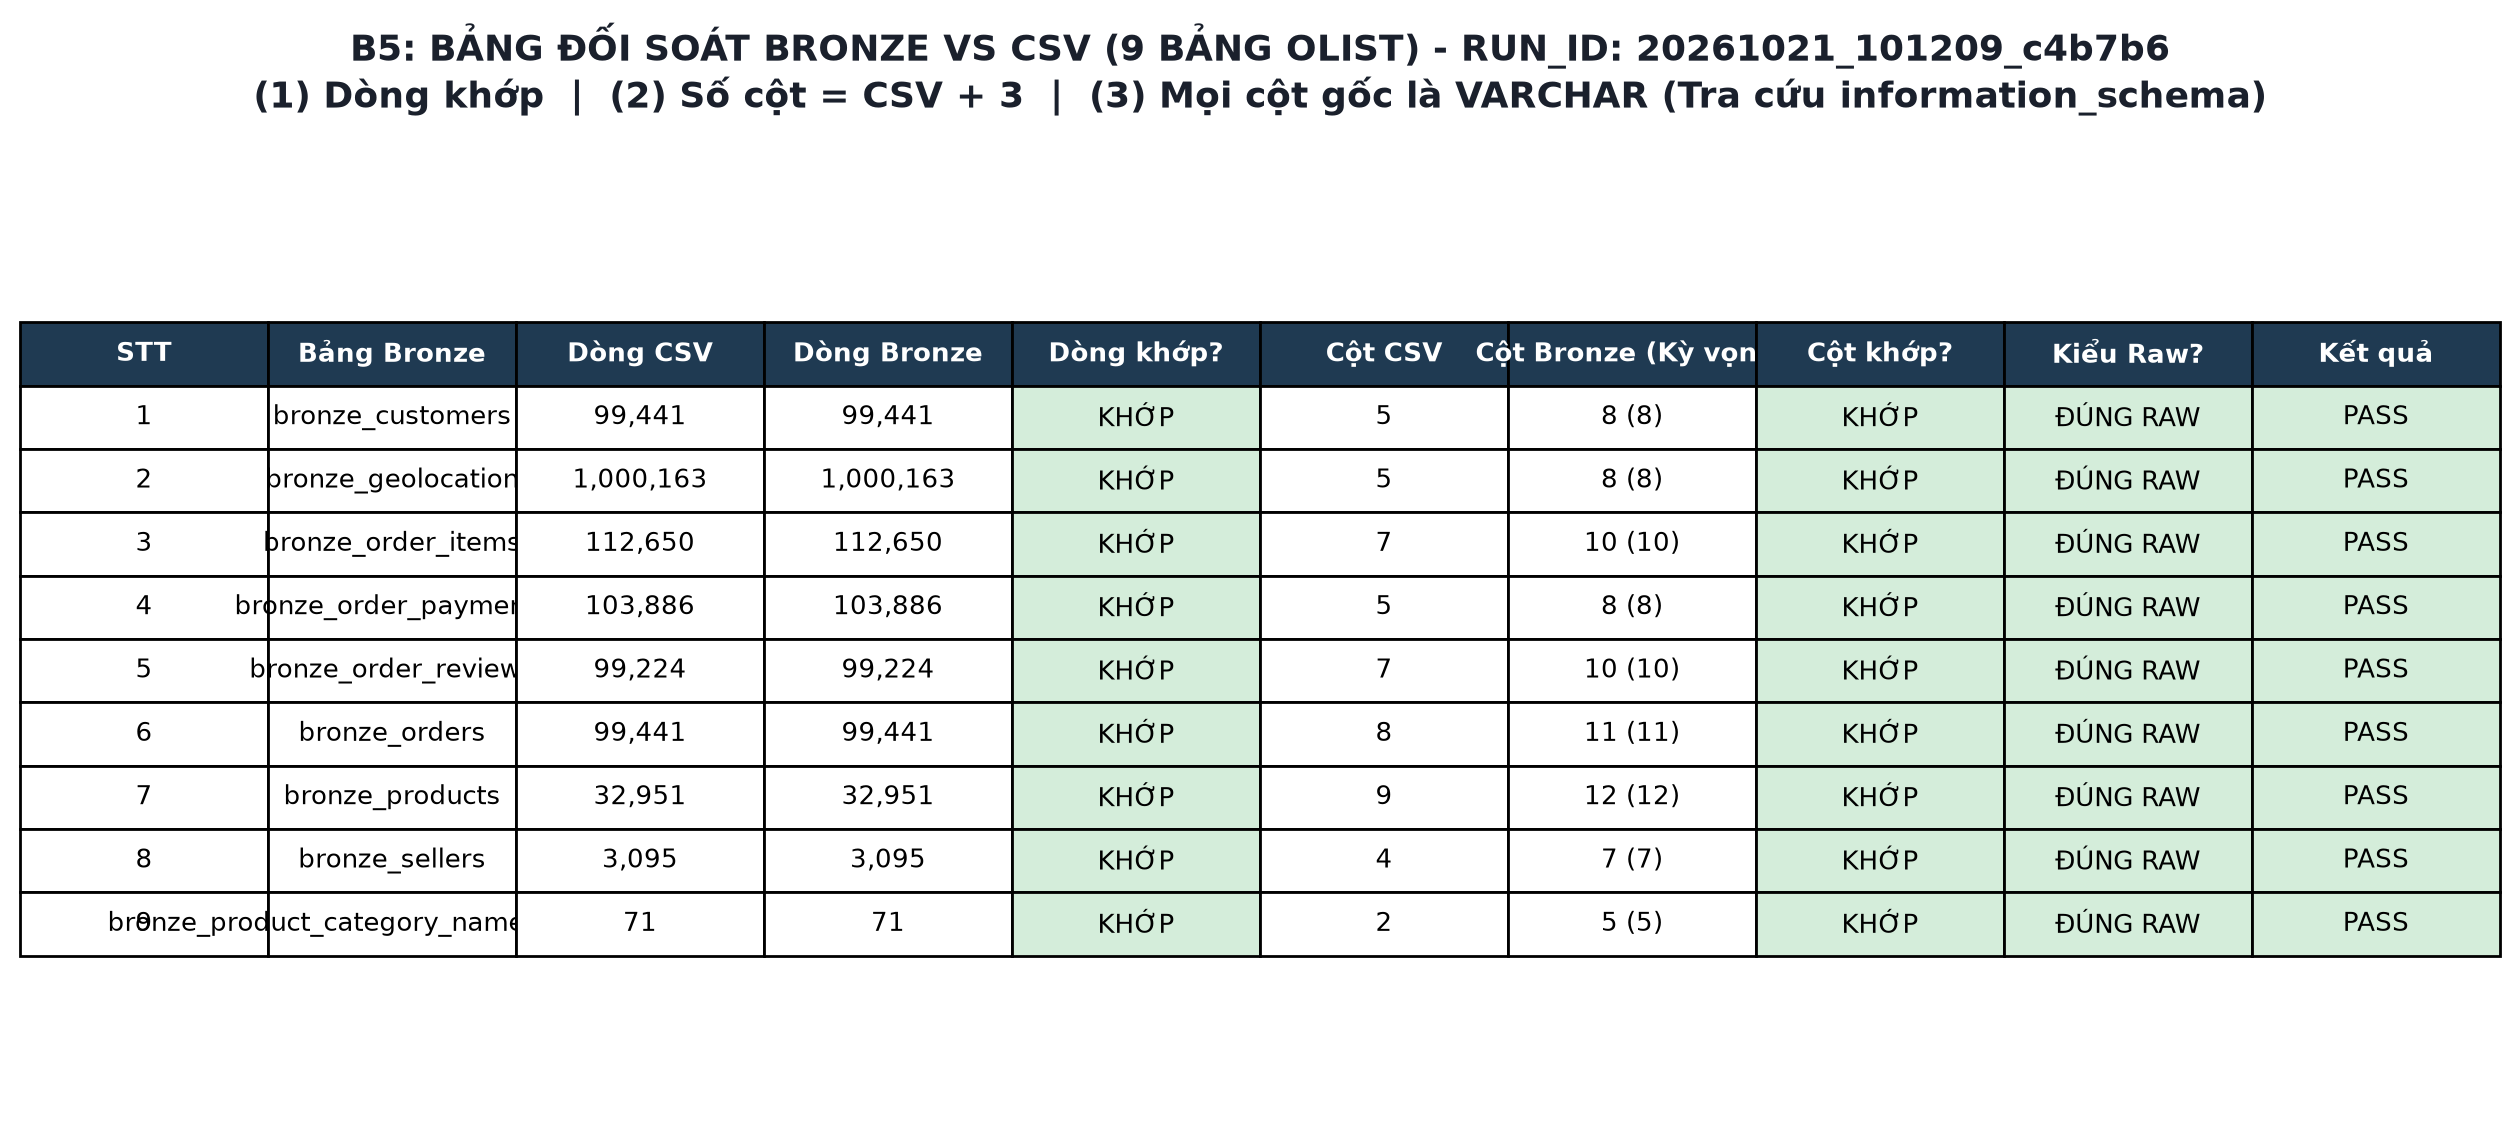 B5: BẢNG ĐỐI SOÁT BRONZE VS CSV (9 BẢNG OLIST) - RUN_ID: 20261021_101209_c4b7b6
(1) Dòng khớp | (2) Số cột = CSV + 3 | (3) Mọi cột gốc là VARCHAR (Tra cứu information_schema)
STT Bảng Bronze Dòng CSV Dòng Bronze Dòng khớp? Cột CSV Cột Bronze (Kỳ vọn Cột khớp? Kiểu Raw? Kết quả
1 bronze_customers 99,441 99,441 KHỚP 5 8 (8) KHỚP ĐÚNG RAW PASS
2 bronze_geolocation 1,000,163 1,000,163 KHỚP 5 8 (8) KHỚP ĐÚNG RAW PASS
3 bronze_order_items 112,650 112,650 KHỚP 7 10 (10) KHỚP ĐÚNG RAW PASS
4 bronze_order_paymen 103,886 103,886 KHỚP 5 8 (8) KHỚP ĐÚNG RAW PASS
5 bronze_order_review 99,224 99,224 KHỚP 7 10 (10) KHỚP ĐÚNG RAW PASS
6 bronze_orders 99,441 99,441 KHỚP 8 11 (11) KHỚP ĐÚNG RAW PASS
7 bronze_products 32,951 32,951 KHỚP 9 12 (12) KHỚP ĐÚNG RAW PASS
8 bronze_sellers 3,095 3,095 KHỚP 4 7 (7) KHỚP ĐÚNG RAW PASS
9 bronze_product_category_name 71 71 KHỚP 2 5 (5) KHỚP ĐÚNG RAW PASS